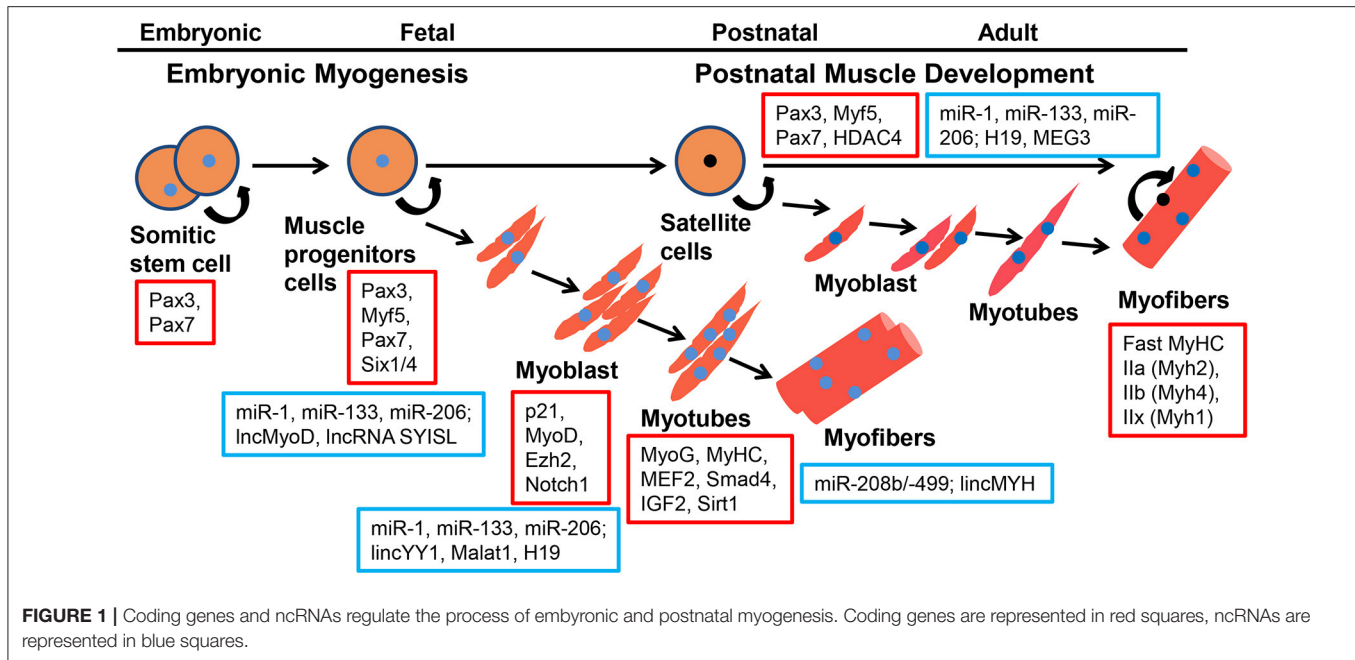 Embryonic Fetal Postnatal Adult
Embryonic Myogenesis Postnatal Muscle Development
Pax3, Myf5,
Pax7, HDAC4
miR-1, miR-133, miR-
206; H19, MEG3
Somitic
stem cell
Pax3,
Pax7
Muscle
progenitors
cells
Pax3,
Myf5,
Pax7,
Six1/4
miR-1, miR-133, miR-206;
lncMyoD, lncRNA SYISL
Myoblast
p21,
MyoD,
Ezh2,
Notch1
miR-1, miR-133, miR-206;
lincYY1, Malat1, H19
Myotubes
MyoG, MyHC,
MEF2, Smad4,
IGF2, Sirt1
Myofibers
miR-208b/-499; lincMYH
Satellite
cells
Myoblast
Myotubes
Myofibers
Fast MyHC
IIa (Myh2),
IIb (Myh4),
IIx (Myh1)
FIGURE 1 | Coding genes and ncRNAs regulate the process of embyronic and postnatal myogenesis. Coding genes are represented in red squares, ncRNAs are
represented in blue squares.